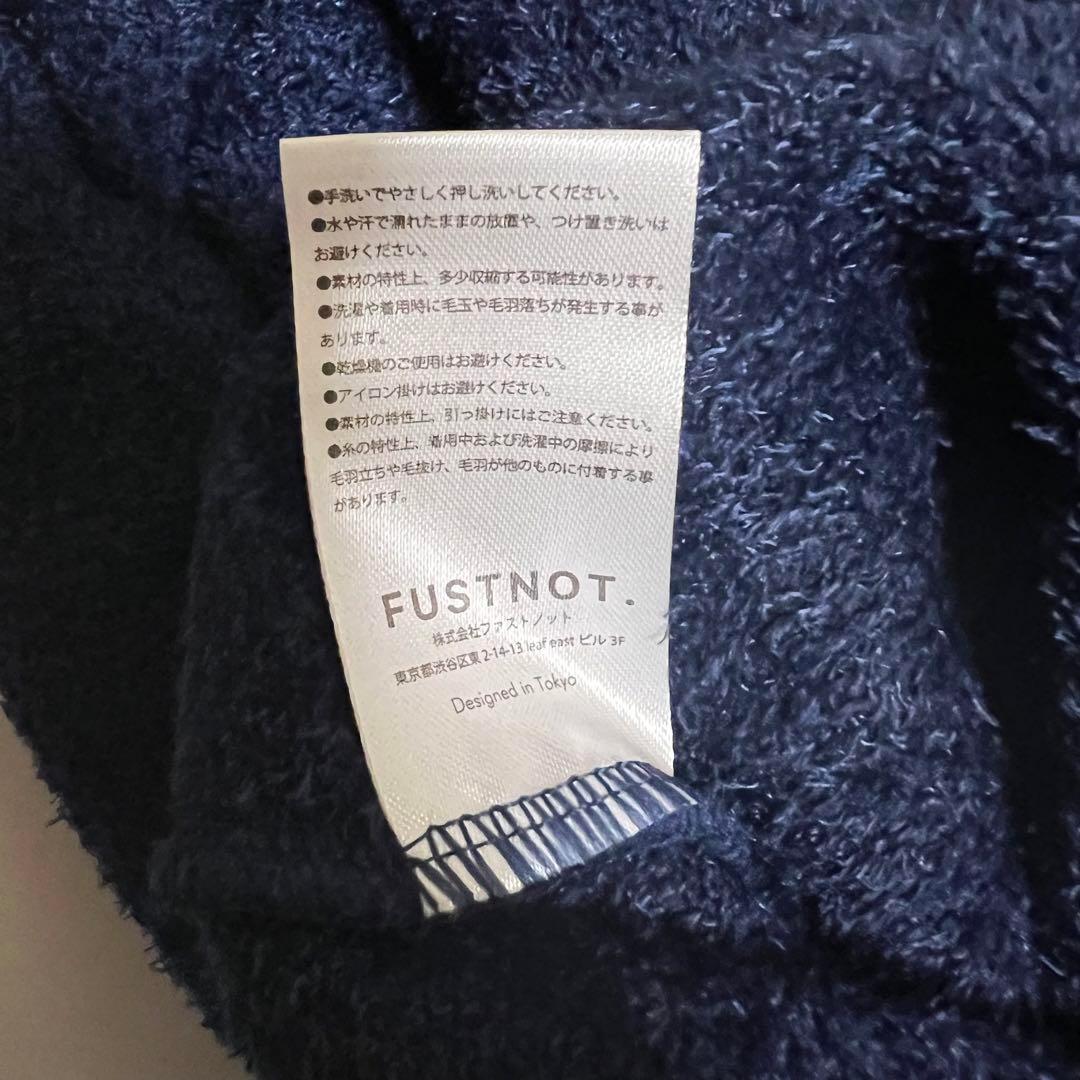 ●手洗いでやさしく押し洗いしてください。
●水や汗で濡れたままの放置や、つけ置き洗いは
お避けください。
●素材の特性上、多少収縮する可能性があります。
●洗濯や着用時に毛玉や毛羽落ちが発生する事が
あります。
●乾燥機のご使用はお避けください。
●アイロン掛けはお避けください。
●素材の特性上、引っ掛けにはご注意ください。
●糸の特性上、着用中および洗濯中の摩擦により
毛羽立ちや毛抜け、毛羽が他のものに付着する事
があります。
FUSTNOT.
株式会社ファストノット
東京都渋谷区東 2-14-13 leaf east ビル 3F
Designed in Tokyo